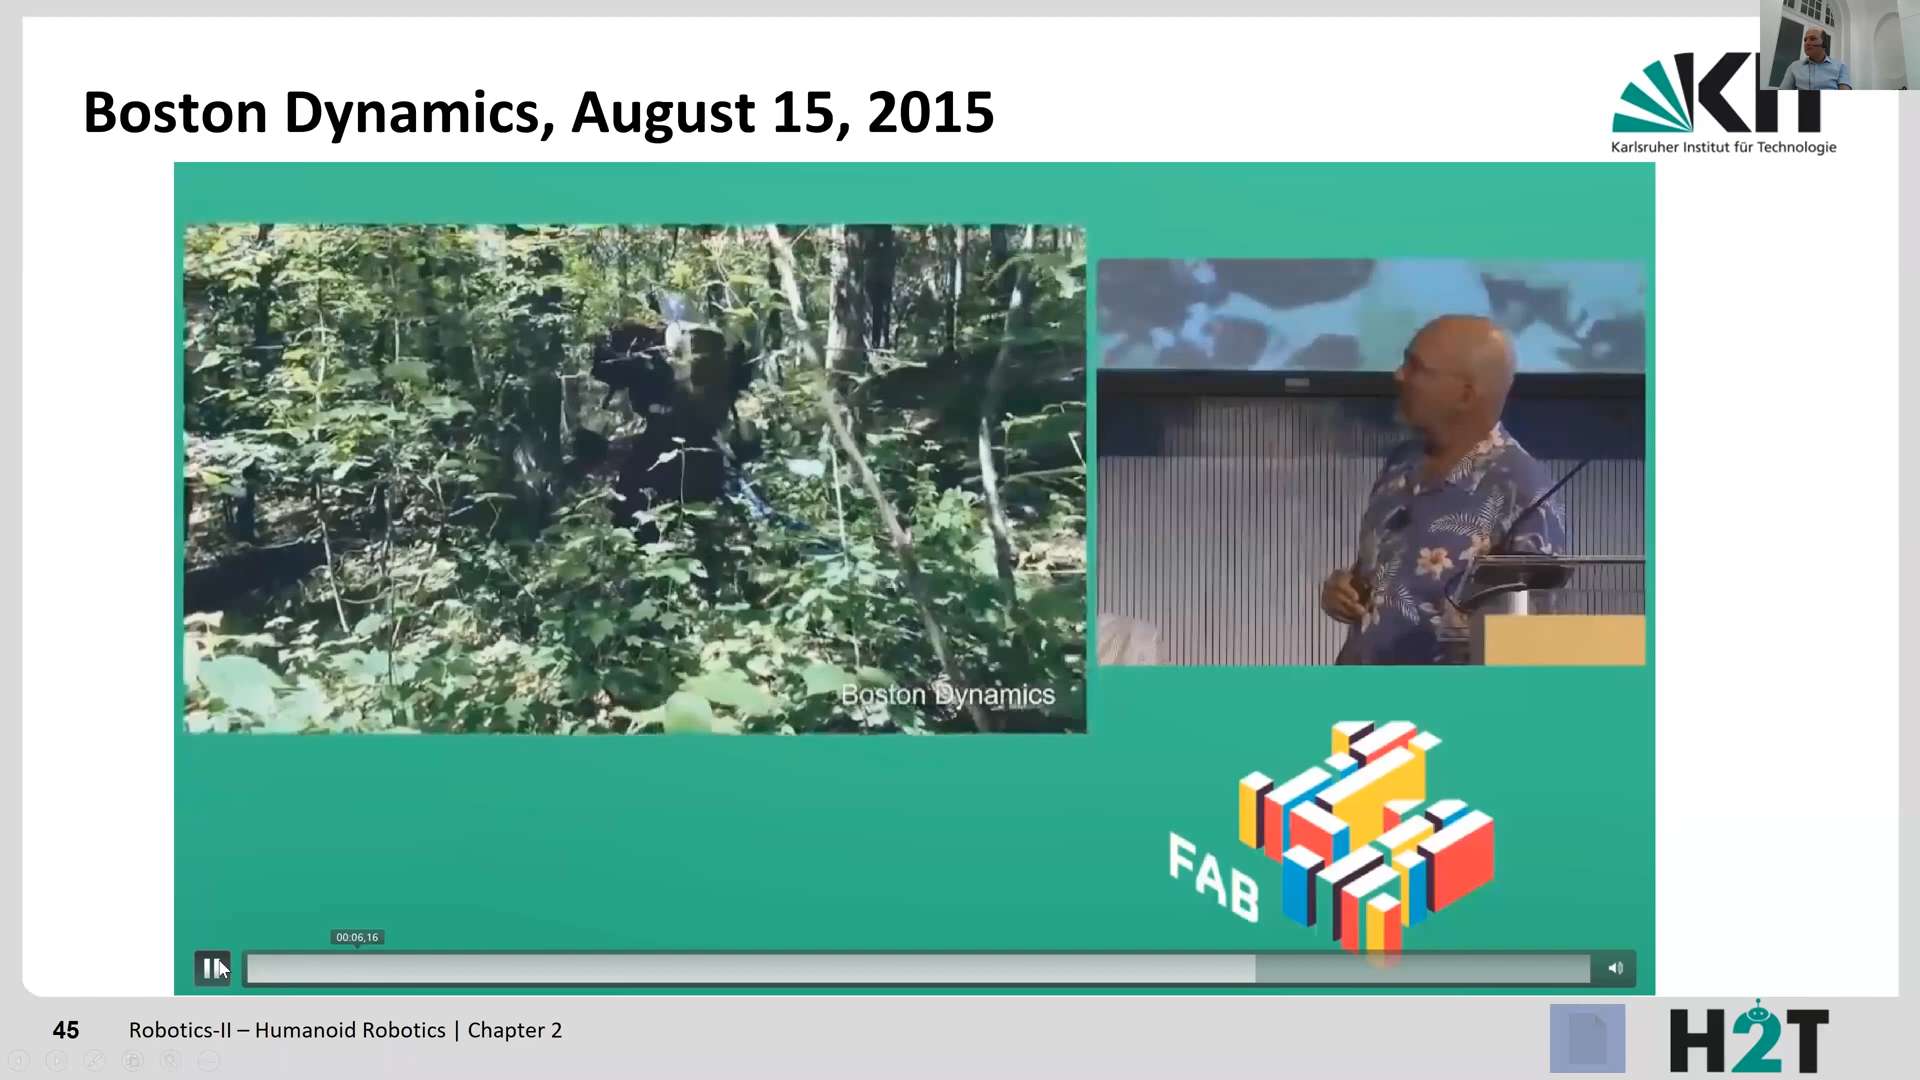 Boston Dynamics, August 15, 2015
KIT
Karlsruher Institut für Technologie
Boston Dynamics
FAB
00:06,16
45
Robotics-II – Humanoid Robotics | Chapter 2
H2T